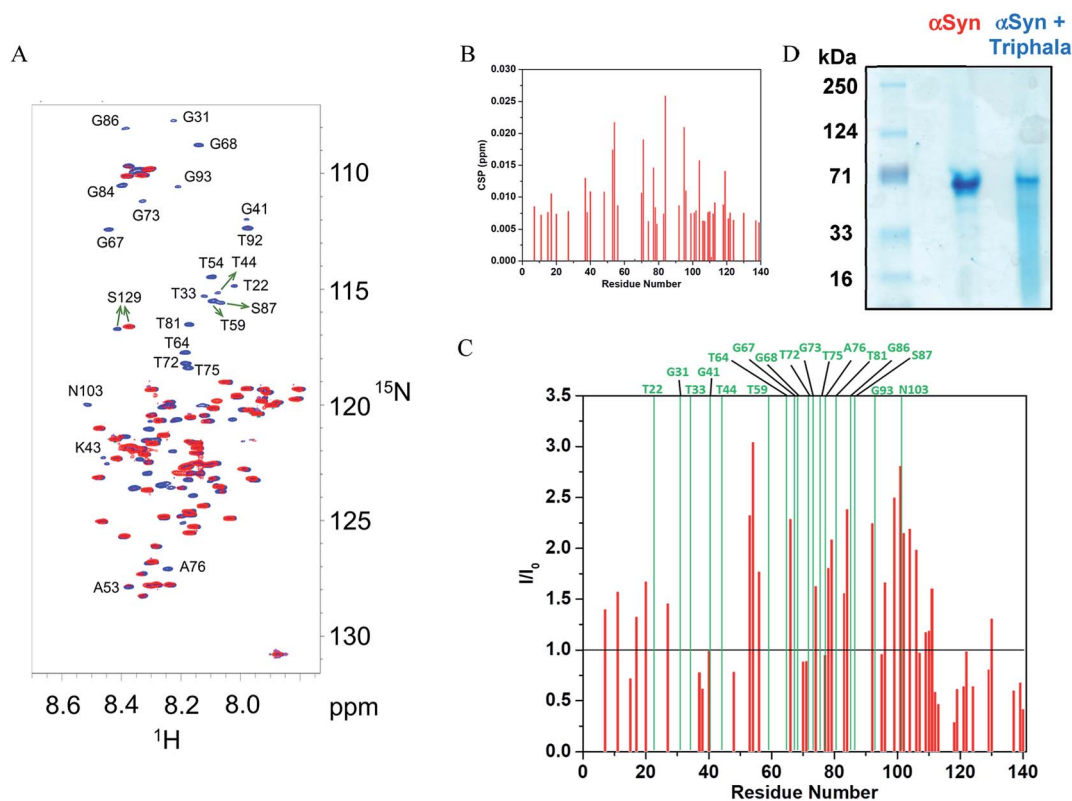 A
G86
G31
G68
110
G84
G93
G73
G41
G67
T92
T54
T44
T33
T22
115
S129
S87
T59
T81
T64
T72
T75
N103
120
15N
K43
125
A53
A76
130
8.6
8.4
8.2
8.0
ppm
1H
B
0.030
0.025
0.020
0.015
0.010
0.005
0.000
CSP (ppm)
0
20
40
60
80
100
120
140
Residue Number
C
G67
G73
A76
G86
T64
G68
T72
T75
T81
S87
G31
G41
T22
T33
T44
T59
G93
N103
3.5
3.0
2.5
2.0
1.5
1.0
0.5
0.0
I/I0
0
20
40
60
80
100
120
140
Residue Number
D
kDa
αSyn
αSyn +
Triphala
250
124
71
33
16